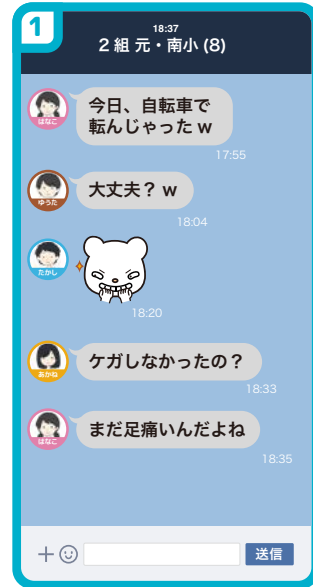 1
18:37
2組 元・南小 (8)
今日、自転車で
転んじゃったw
はなこ
17:55
大丈夫？w
ゆうた
18:04
たかし
18:20
ケガしなかったの？
あかね
18:33
まだ足痛いんだよね
はなこ
18:35
送信